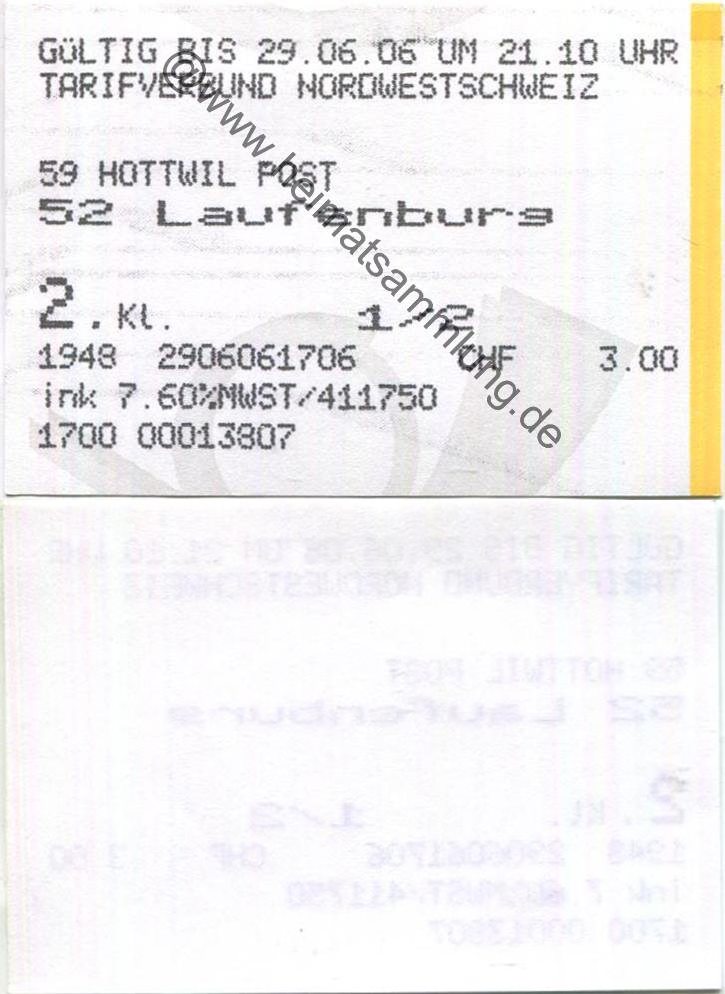 GÜLTIG BIS 29.06.06 UM 21.10 UHR
TARIFVERBUND NORDWESTSCHWEIZ
59 HOTTWIL POST
52 Laufenburg
2. Kl. 1/2
1948 2906061706 CHF 3.00
ink 7.60%MWST/411750
1700 00013807
©www.heimatsammlung.de